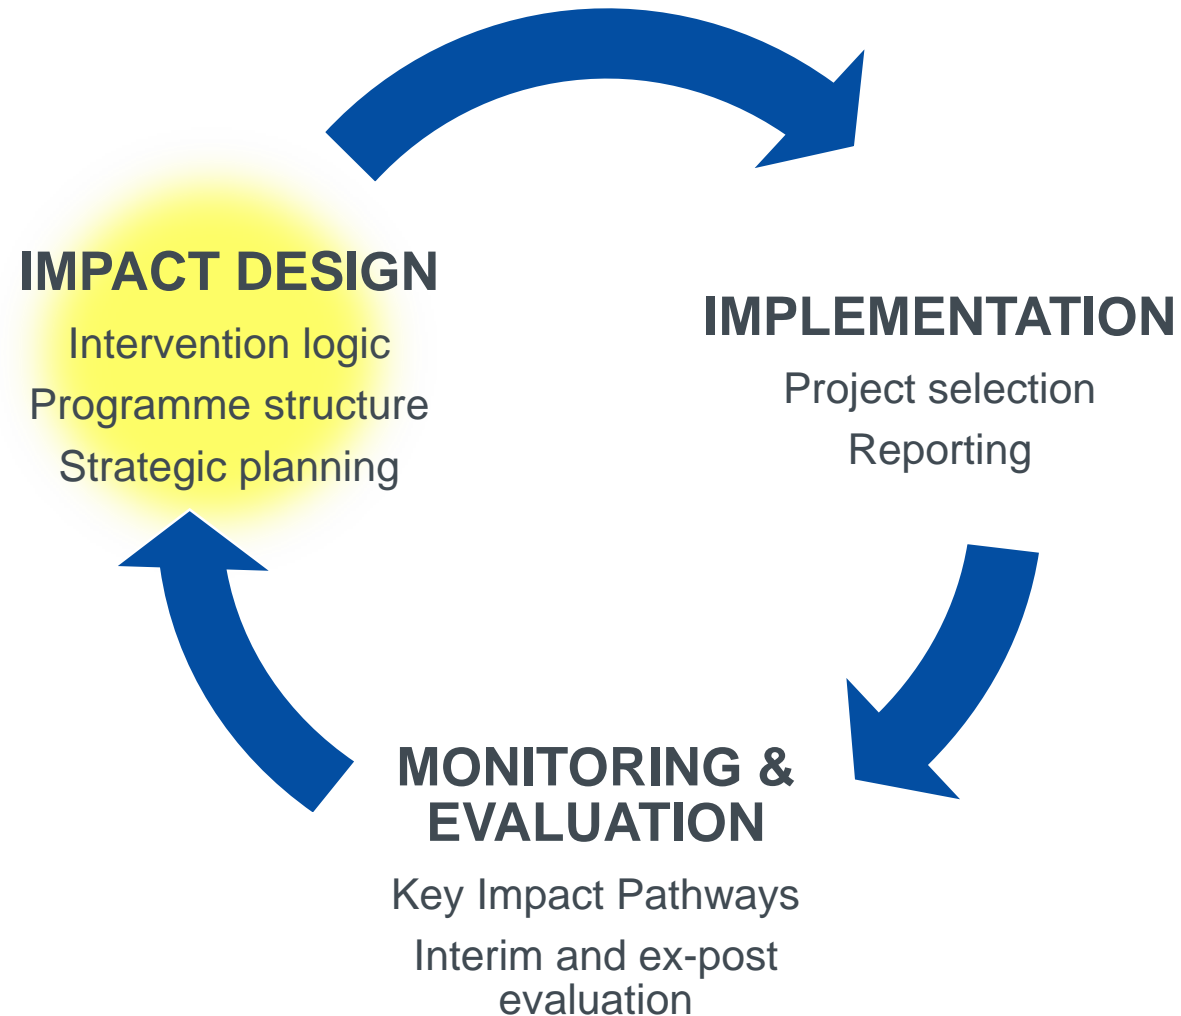 IMPACT DESIGN
Intervention logic
Programme structure
Strategic planning
IMPLEMENTATION
Project selection
Reporting
MONITORING &
EVALUATION
Key Impact Pathways
Interim and ex-post
evaluation